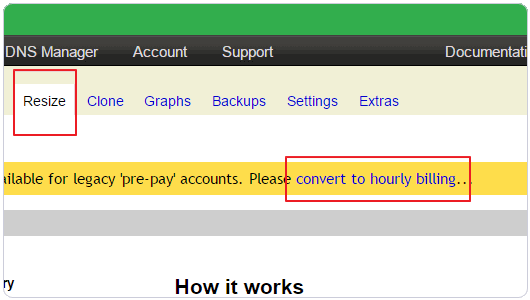 DNS Manager Account Support Documentati
Resize Clone Graphs Backups Settings Extras
ailable for legacy 'pre-pay' accounts. Please convert to hourly billing...
ry How it works